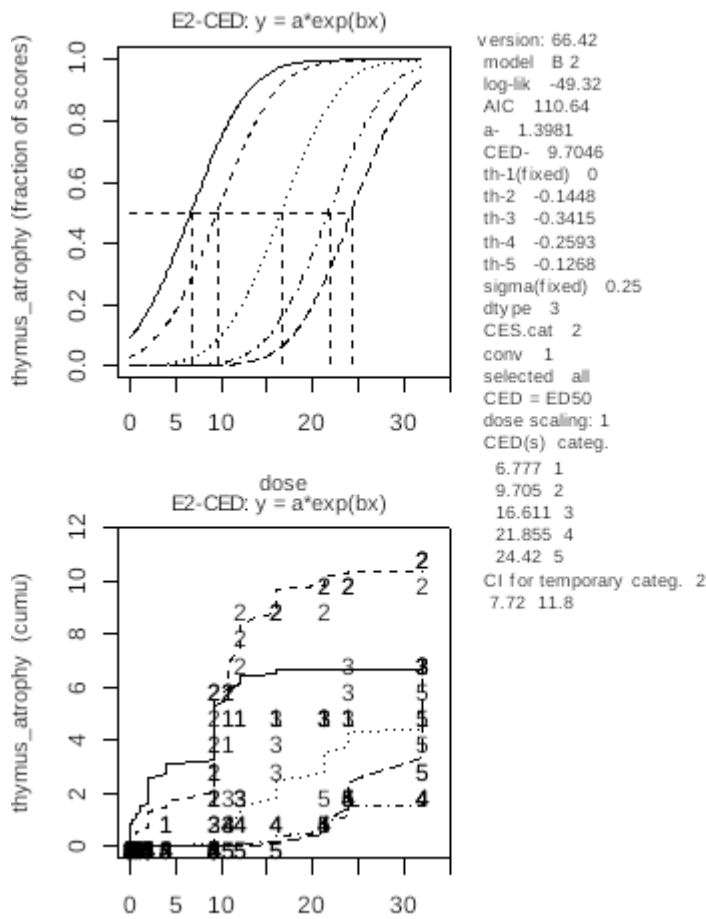 E2-CED: y = a*exp(bx)
thymus_atrophy (fraction of scores)
1.0
0.8
0.6
0.4
0.2
0.0
0 5 10 20 30
dose
version: 66.42
model B 2
log-lik -49.32
AIC 110.64
a- 1.3981
CED- 9.7046
th-1(fixed) 0
th-2 -0.1448
th-3 -0.3415
th-4 -0.2593
th-5 -0.1268
sigma(fixed) 0.25
dtype 3
CES.cat 2
conv 1
selected all
CED = ED50
dose scaling: 1
CED(s) categ.
6.777 1
9.705 2
16.611 3
21.855 4
24.42 5
CI for temporary categ. 2
7.72 11.8
E2-CED: y = a*exp(bx)
thymus_atrophy (cumu)
12
10
8
6
4
2
0
0 5 10 20 30